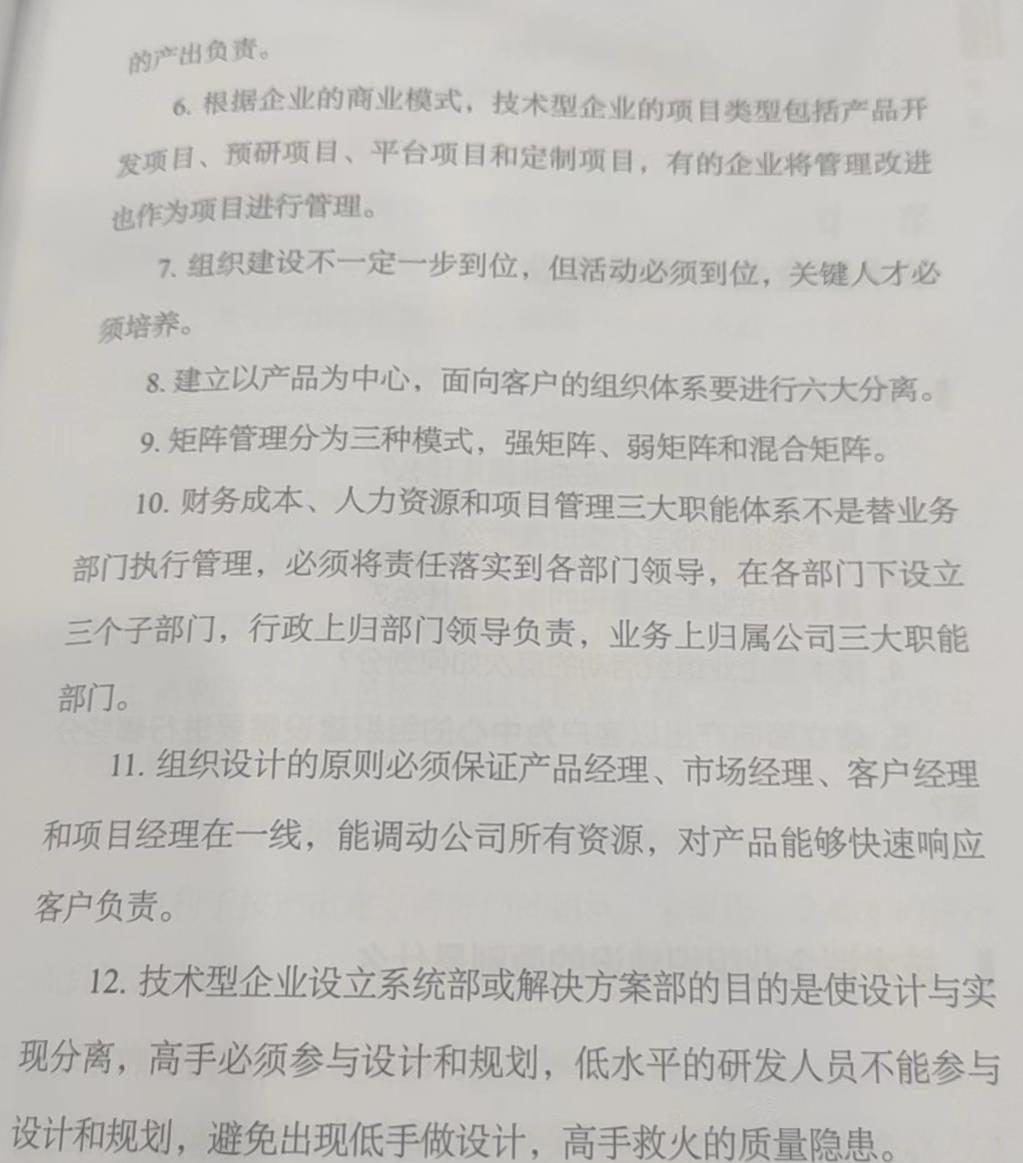 的产出负责。
6. 根据企业的商业模式，技术型企业的项目类型包括产品开
发项目、预研项目、平台项目和定制项目，有的企业将管理改进
也作为项目进行管理。
7. 组织建设不一定一步到位，但活动必须到位，关键人才必
须培养。
8. 建立以产品为中心，面向客户的组织体系要进行六大分离。
9. 矩阵管理分为三种模式，强矩阵、弱矩阵和混合矩阵。
10. 财务成本、人力资源和项目管理三大职能体系不是替业务
部门执行管理，必须将责任落实到各部门领导，在各部门下设立
三个子部门，行政上归部门领导负责，业务上归属公司三大职能
部门。
11. 组织设计的原则必须保证产品经理、市场经理、客户经理
和项目经理在一线，能调动公司所有资源，对产品能够快速响应
客户负责。
12. 技术型企业设立系统部或解决方案部的目的是使设计与实
现分离，高手必须参与设计和规划，低水平的研发人员不能参与
设计和规划，避免出现低手做设计，高手救火的质量隐患。